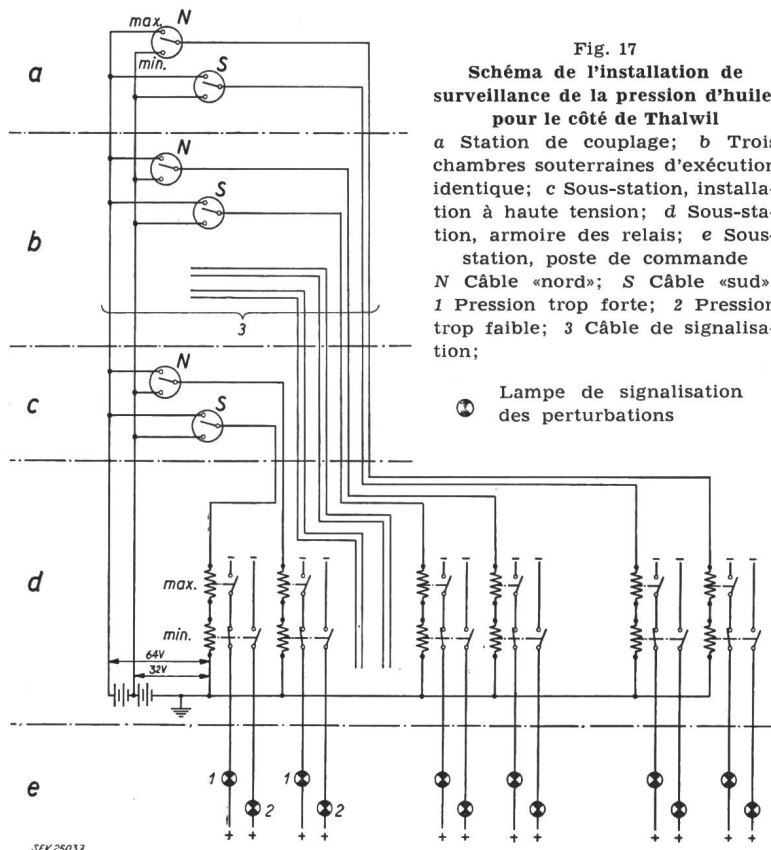 max.
N
min.
S
a
N
S
b
3
N
S
c
d
max.
min.
64V
32V
1
2
1
2
e
+ + + + + + + + + + + +
SEV25033
Fig. 17
Schéma de l'installation de
surveillance de la pression d'huile
pour le côté de Thalwil
a Station de couplage; b Trois
chambres souterraines d'exécution
identique; c Sous-station, installa-
tion à haute tension; d Sous-sta-
tion, armoire des relais; e Sous-
station, poste de commande
N Câble «nord»; S Câble «sud»
1 Pression trop forte; 2 Pression
trop faible; 3 Câble de signalisa-
tion;
Lampe de signalisation
des perturbations